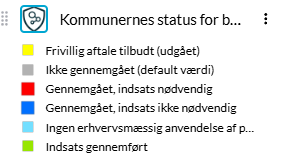 Kommunernes status for b...
Frivillig aftale tilbudt (udgået)
Ikke gennemgået (default værdi)
Gennemgået, indsats nødvendig
Gennemgået, indsats ikke nødvendig
Ingen erhvervsmæssig anvendelse af p...
Indsats gennemført